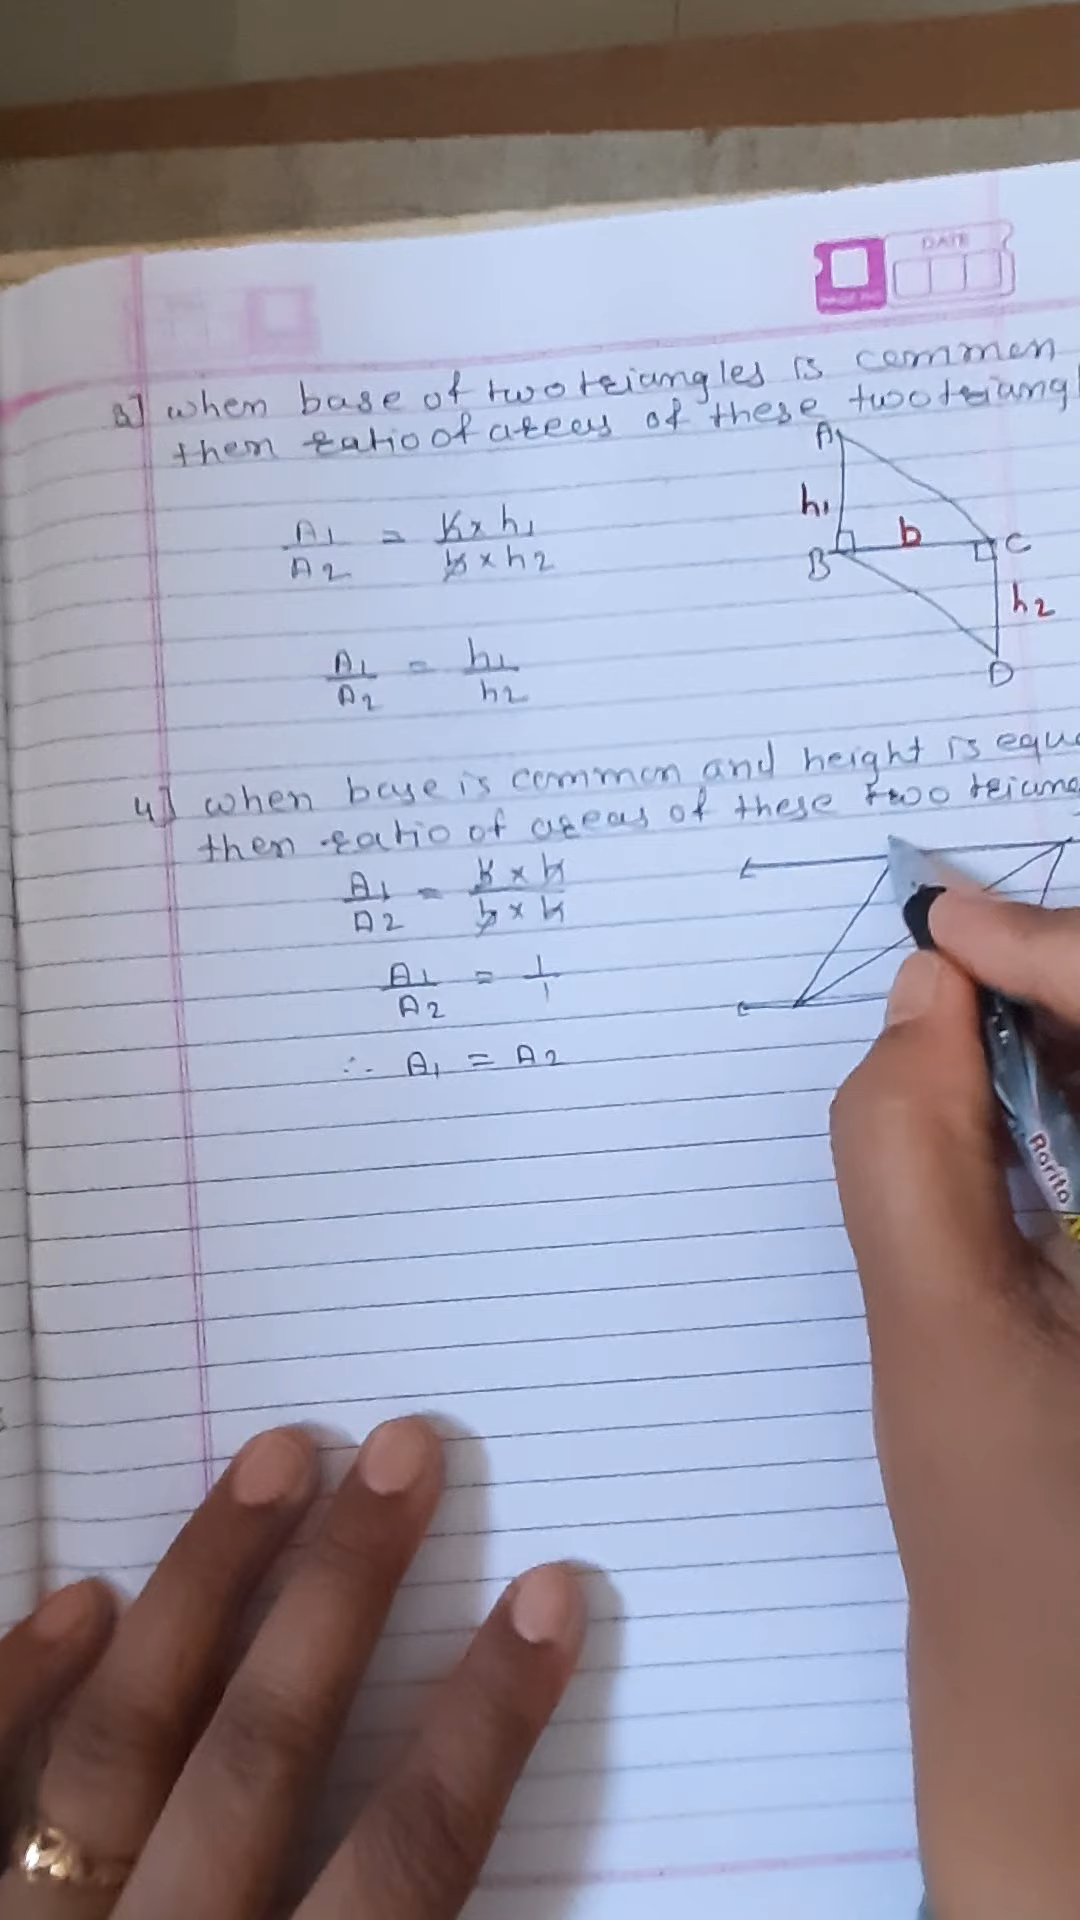 DATE
PAGE NO
3] when base of two triangles is common
then ratio of areas of these two triang
A1/A2 = b x h1/b x h2
A
h1
b
B
C
h2
D
A1/A2 = h1/h2
4] when base is common and height is equ
then ratio of areas of these two triang
A1/A2 = b x h/b x h
A1/A2 = 1/1
∴ A1 = A2
Rorito